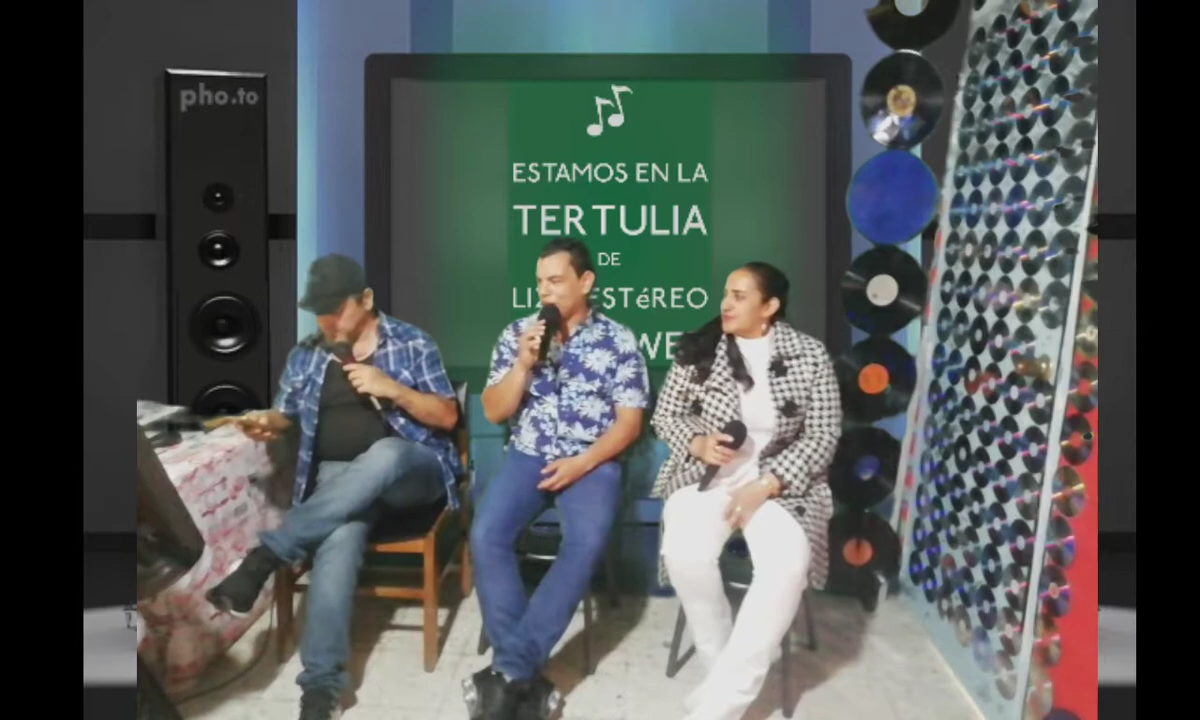 pho.to
ESTAMOS EN LA
TERTULIA
DE
ESTéREO